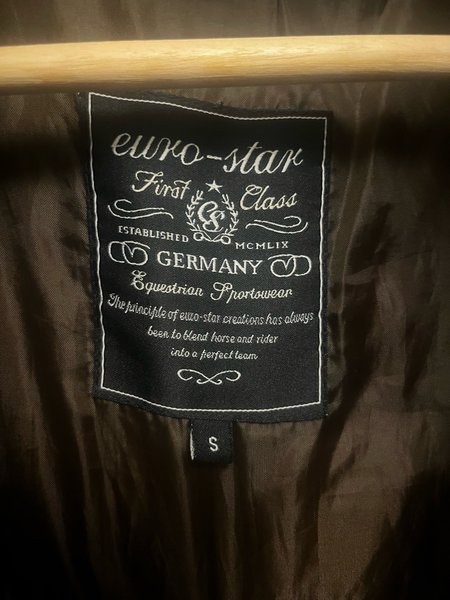 euro-star
First Class
ES
ESTABLISHED MCMLIX
GERMANY
Equestrian Sportswear
The principle of euro-star creations has always
been to blend horse and rider
into a perfect team
S